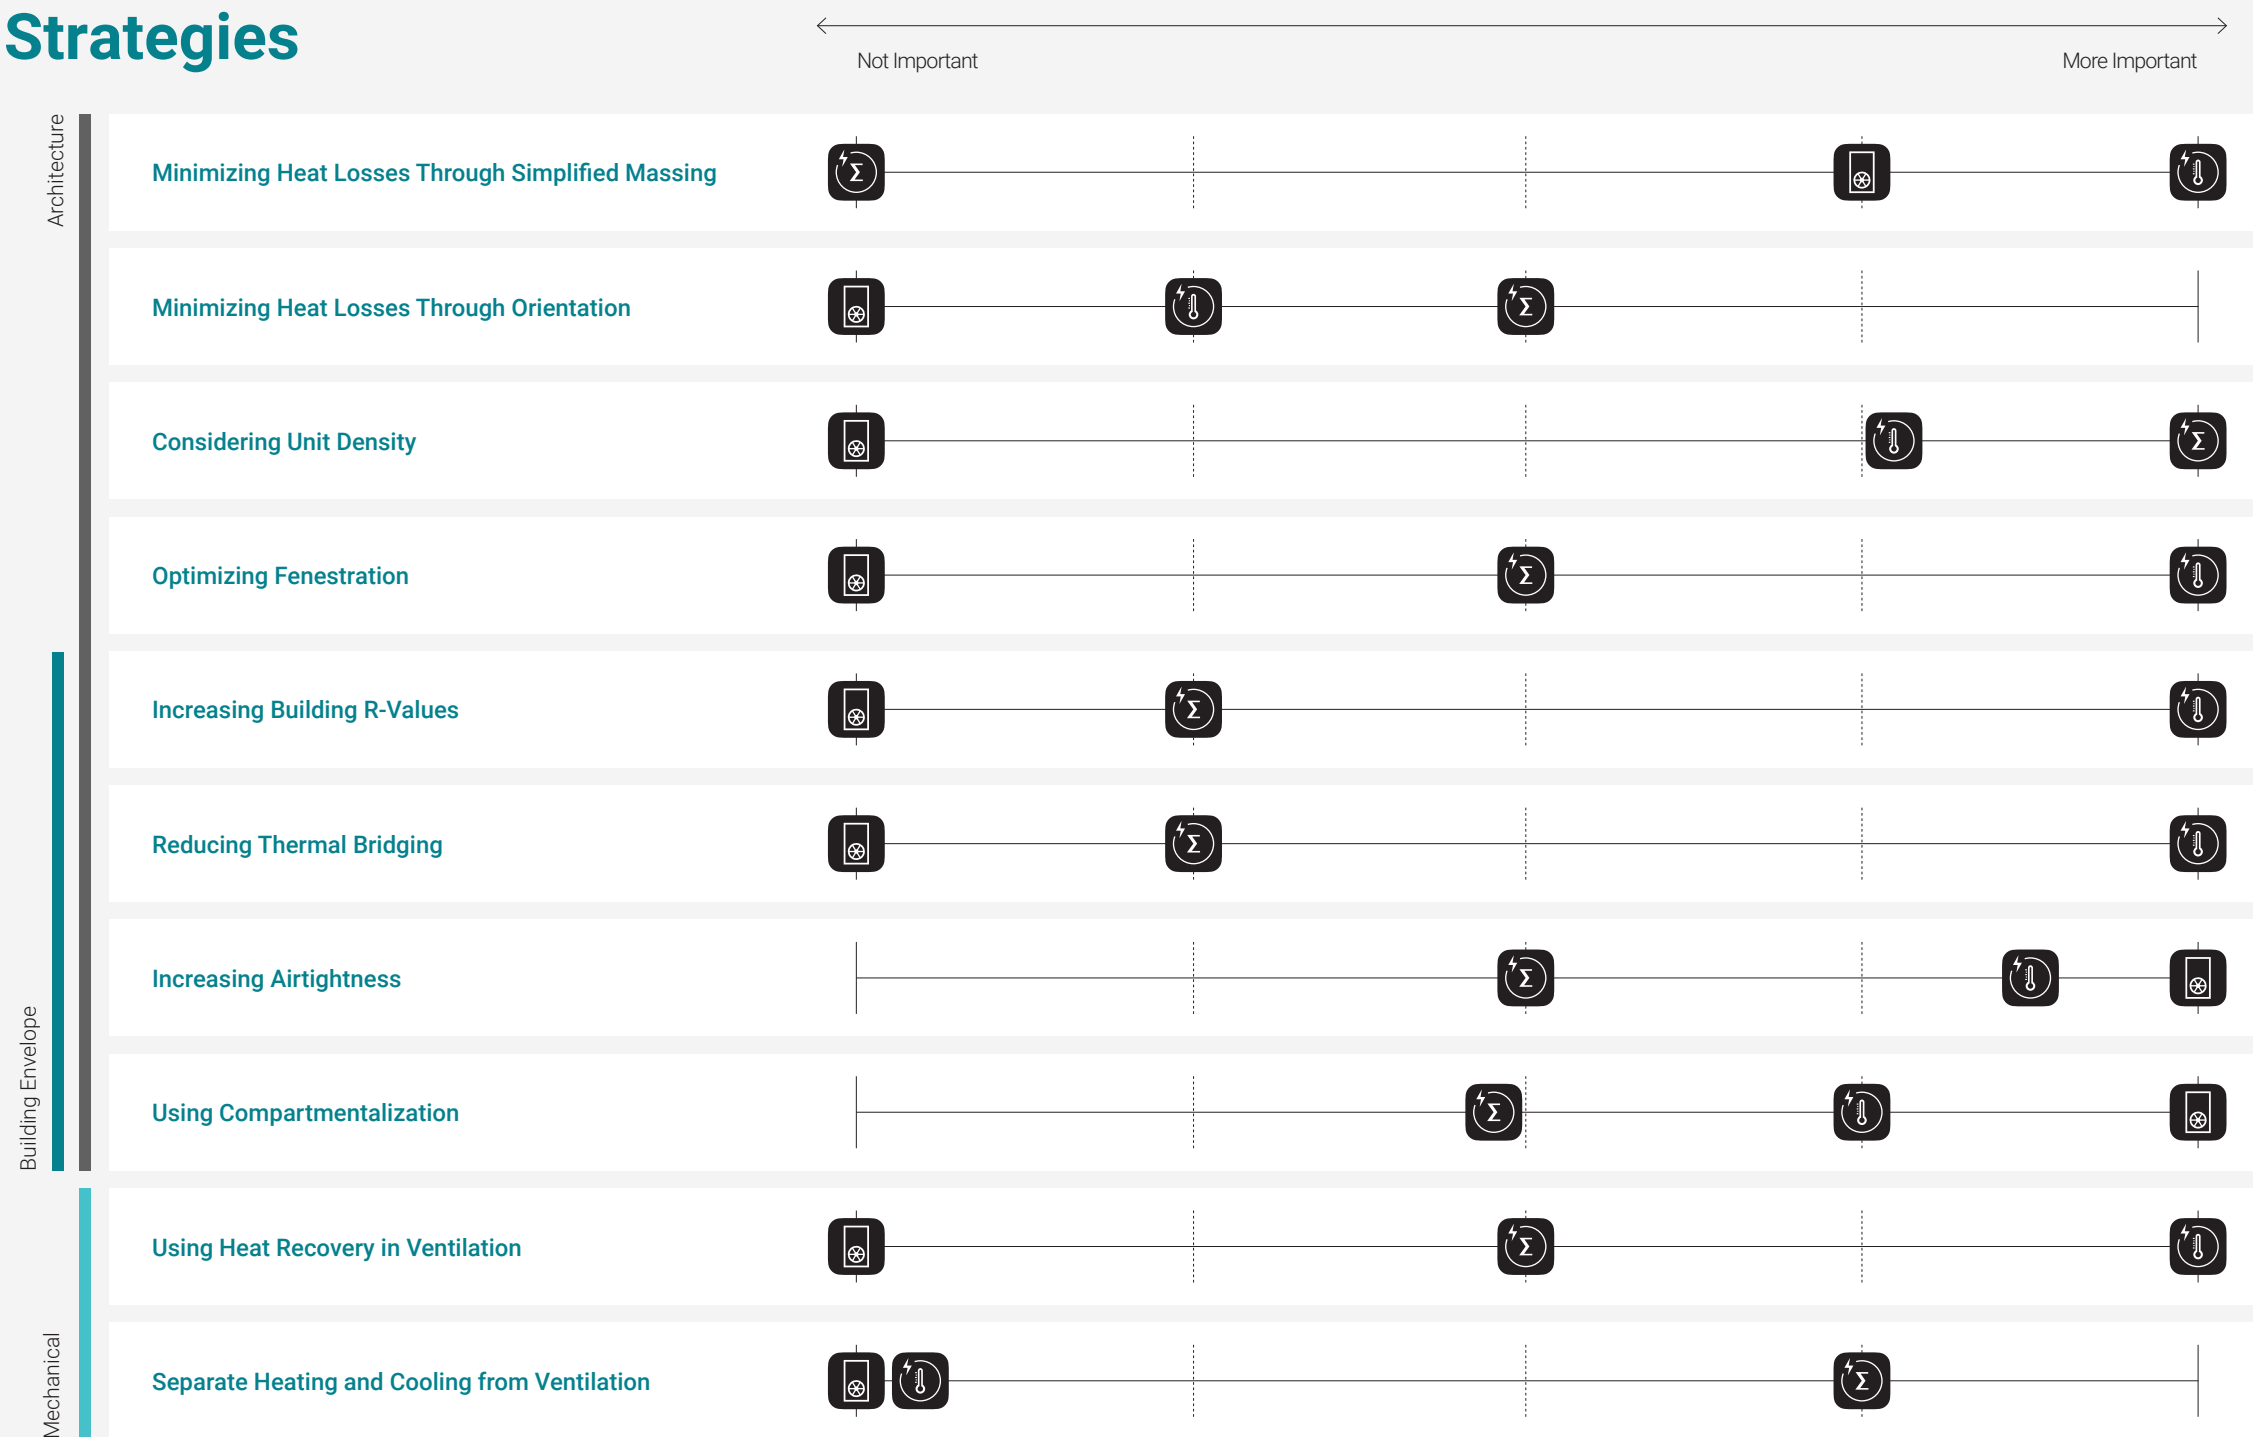 Strategies
Not Important
More Important
Architecture
Minimizing Heat Losses Through Simplified Massing
Minimizing Heat Losses Through Orientation
Considering Unit Density
Optimizing Fenestration
Building Envelope
Increasing Building R-Values
Reducing Thermal Bridging
Increasing Airtightness
Using Compartmentalization
Mechanical
Using Heat Recovery in Ventilation
Separate Heating and Cooling from Ventilation